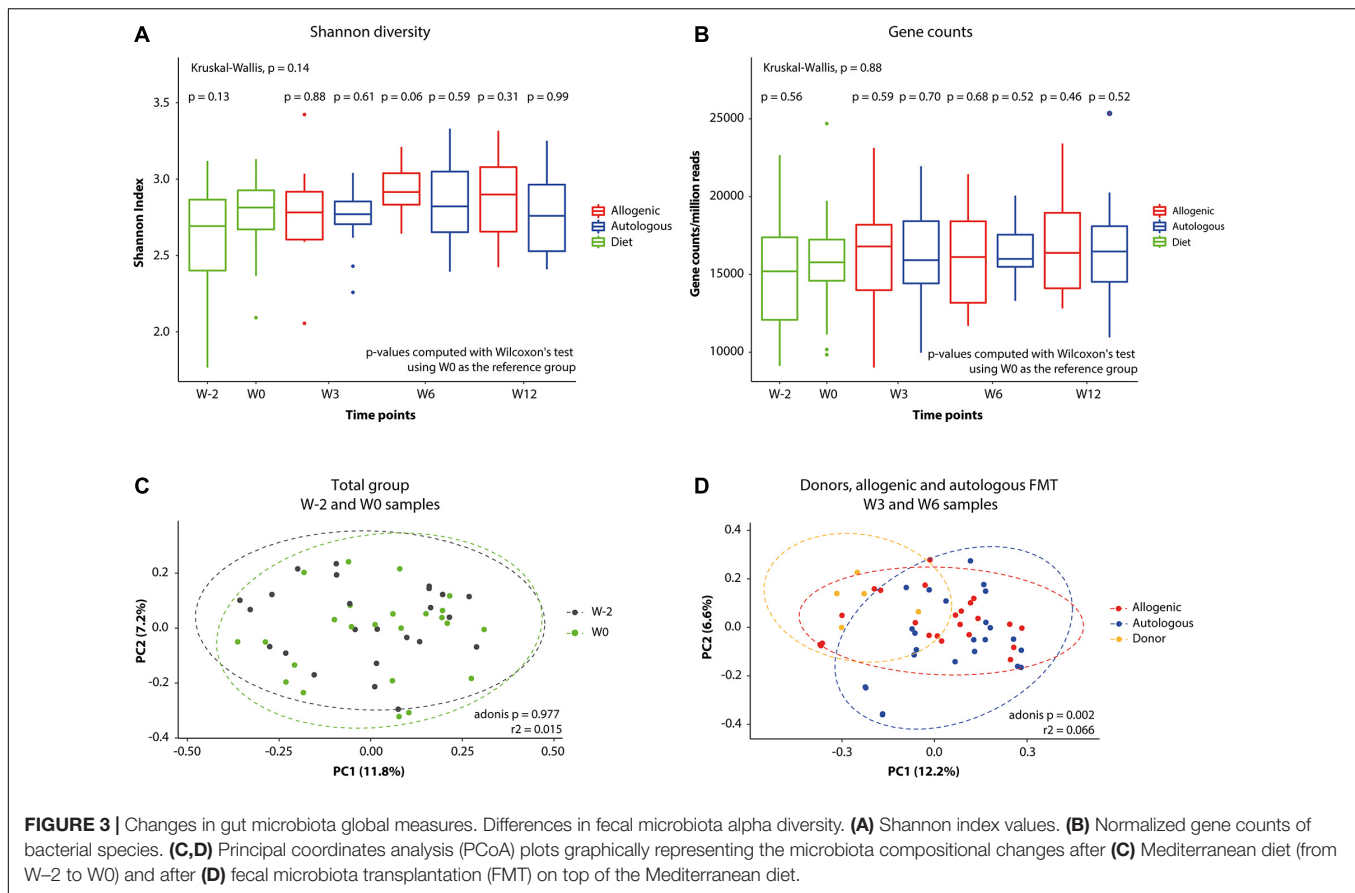 A
Shannon diversity
Kruskal-Wallis, p = 0.14
p = 0.13 p = 0.88 p = 0.61 p = 0.06 p = 0.59 p = 0.31 p = 0.99
3.5
3.0
2.5
2.0
Shannon Index
Allogenic
Autologous
Diet
p-values computed with Wilcoxon's test
using W0 as the reference group
W-2 W0 W3 W6 W12
Time points
B
Gene counts
Kruskal-Wallis, p = 0.88
p = 0.56 p = 0.59 p = 0.70 p = 0.68 p = 0.52 p = 0.46 p = 0.52
25000
20000
15000
10000
Gene counts/million reads
Allogenic
Autologous
Diet
p-values computed with Wilcoxon's test
using W0 as the reference group
W-2 W0 W3 W6 W12
Time points
C
Total group
W-2 and W0 samples
0.2
0.0
-0.2
-0.4
PC2 (7.2%)
W-2
W0
adonis p = 0.977
r2 = 0.015
-0.50 -0.25 0.00 0.25 0.50
PC1 (11.8%)
D
Donors, allogenic and autologous FMT
W3 and W6 samples
0.4
0.2
0.0
-0.2
-0.4
PC2 (6.6%)
Allogenic
Autologous
Donor
adonis p = 0.002
r2 = 0.066
-0.3 0.0 0.3
PC1 (12.2%)
FIGURE 3 | Changes in gut microbiota global measures. Differences in fecal microbiota alpha diversity. (A) Shannon index values. (B) Normalized gene counts of
bacterial species. (C,D) Principal coordinates analysis (PCoA) plots graphically representing the microbiota compositional changes after (C) Mediterranean diet (from
W–2 to W0) and after (D) fecal microbiota transplantation (FMT) on top of the Mediterranean diet.